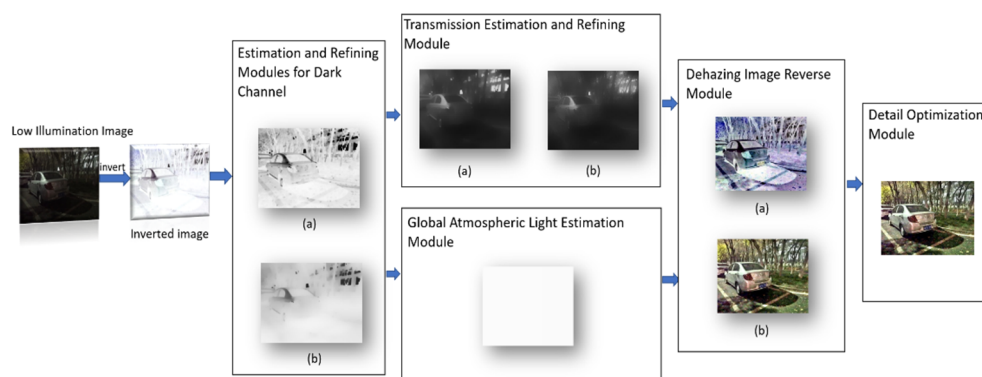 Low Illumination Image
invert
Inverted image
Estimation and Refining
Modules for Dark
Channel
(a)
(b)
Transmission Estimation and Refining
Module
(a)
(b)
Global Atmospheric Light Estimation
Module
Dehazing Image Reverse
Module
(a)
(b)
Detail Optimization
Module